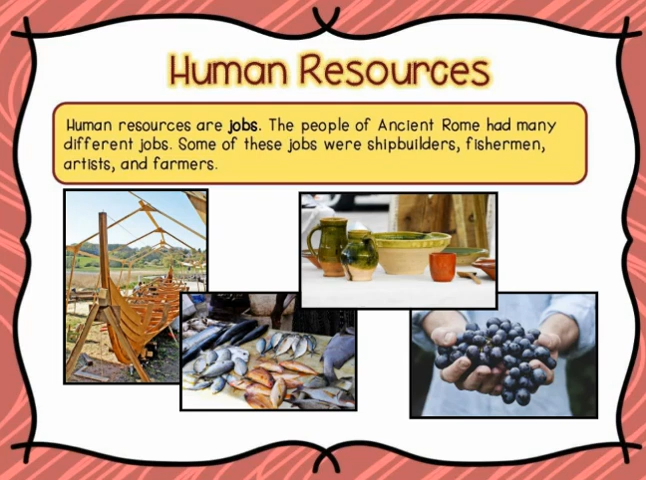 Human Resources
Human resources are jobs. The people of Ancient Rome had many
different jobs. Some of these jobs were shipbuilders, fishermen,
artists, and farmers.